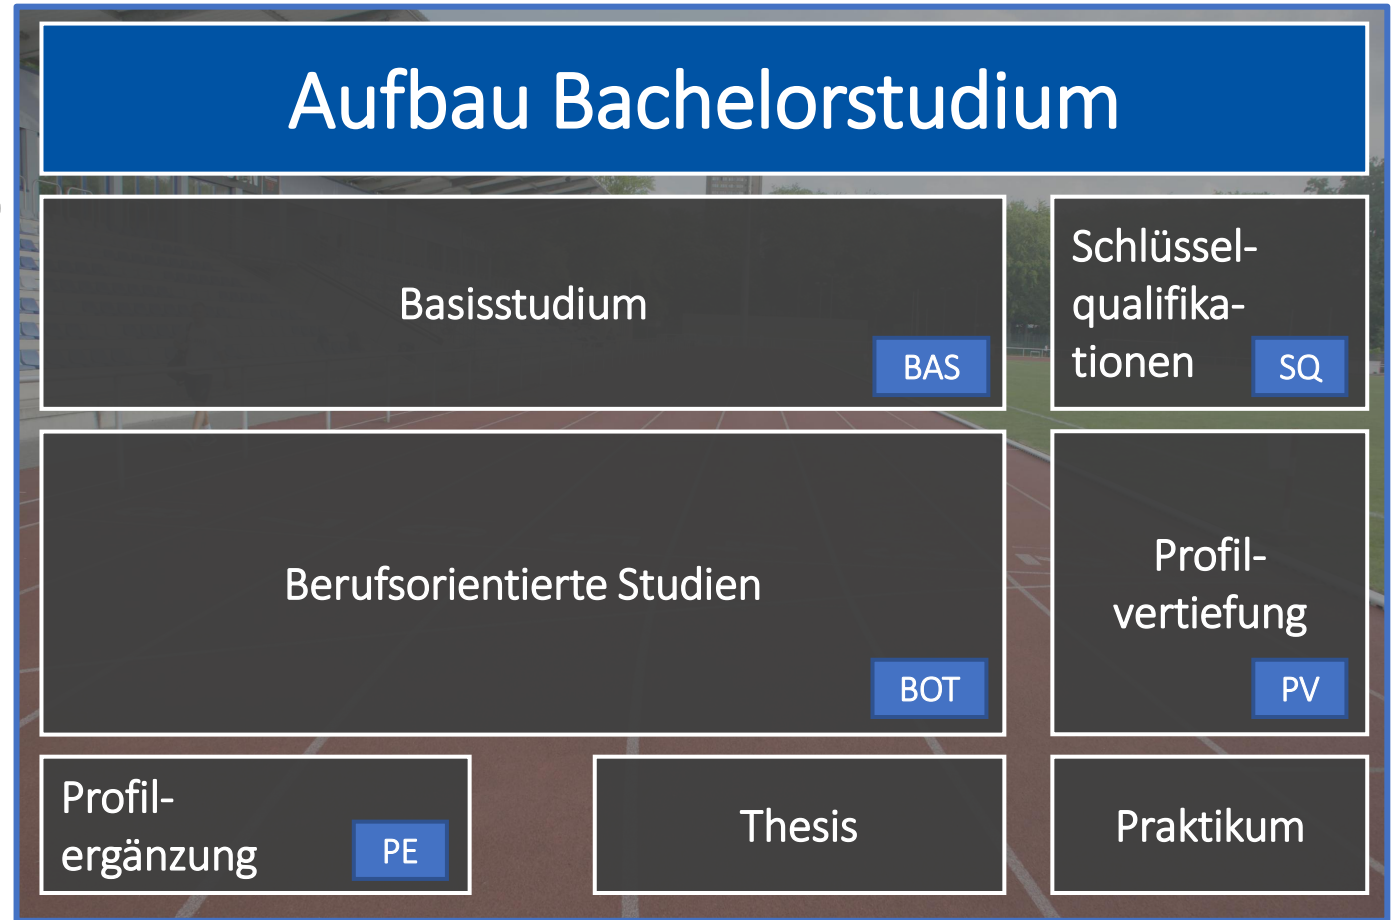 Aufbau Bachelorstudium
Basisstudium
BAS
Schlüssel-
qualifika-
tionen
SQ
Berufsorientierte Studien
BOT
Profil-
vertiefung
PV
Profil-
ergänzung
PE
Thesis
Praktikum